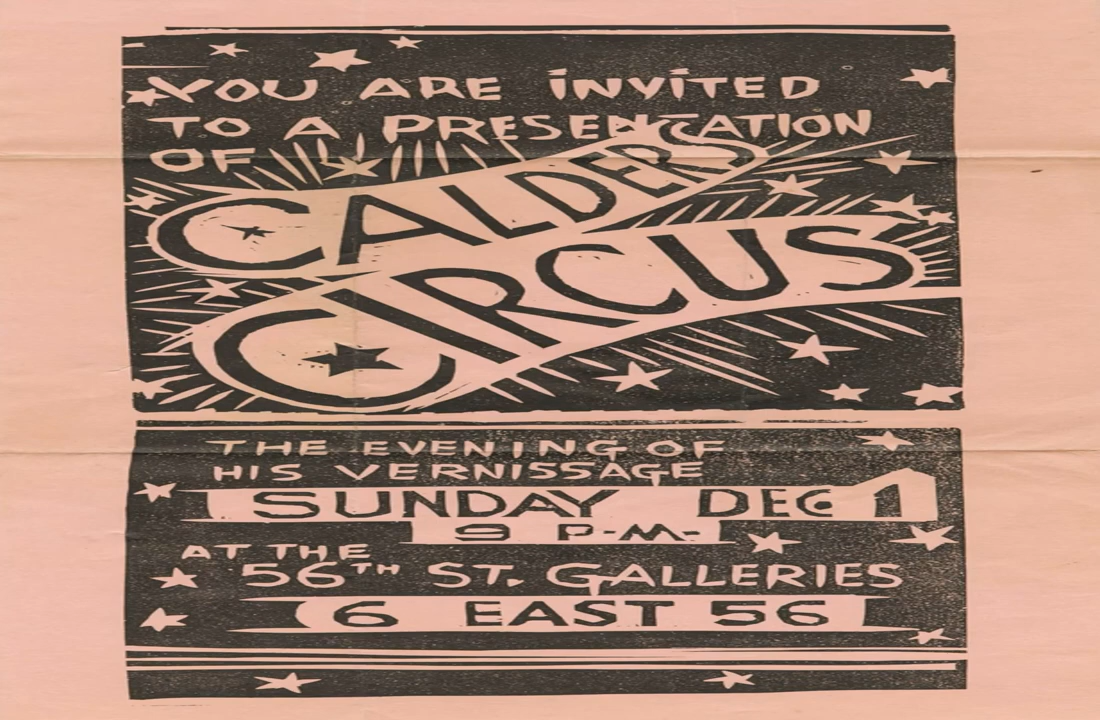 YOU ARE INVITED
TO A PRESENTATION
OF
CALDERS
CIRCUS
THE EVENING OF
HIS VERNISSAGE
SUNDAY DEC 1
9 P-M-
AT THE
56TH ST. GALLERIES
6 EAST 56